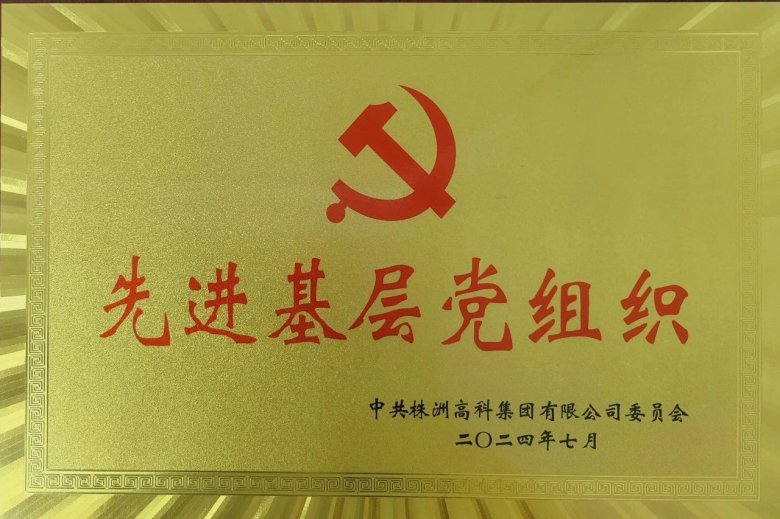 先进基层党组织
中共株洲高科集团有限公司委员会
二〇二四年七月